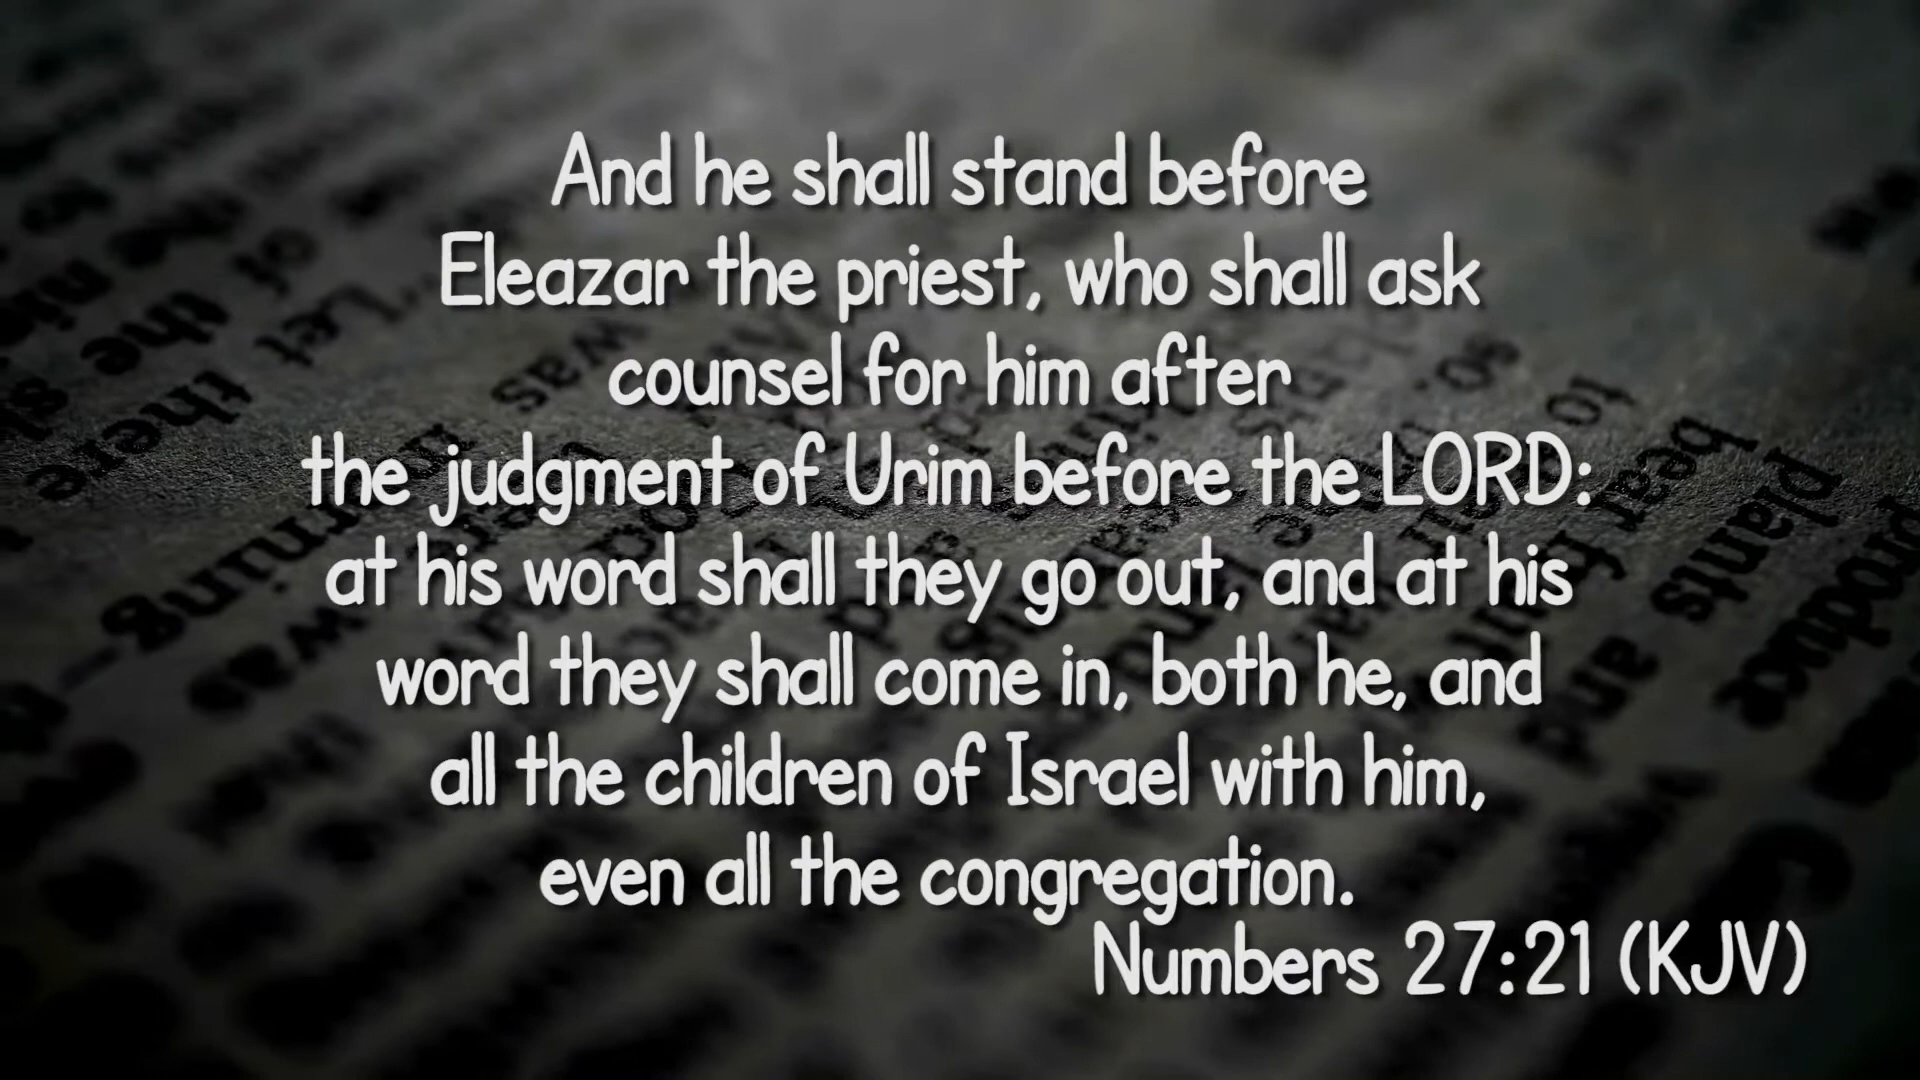 And he shall stand before
Eleazar the priest, who shall ask
counsel for him after
the judgment of Urim before the LORD:
at his word shall they go out, and at his
word they shall come in, both he, and
all the children of Israel with him,
even all the congregation.
Numbers 27:21 (KJV)